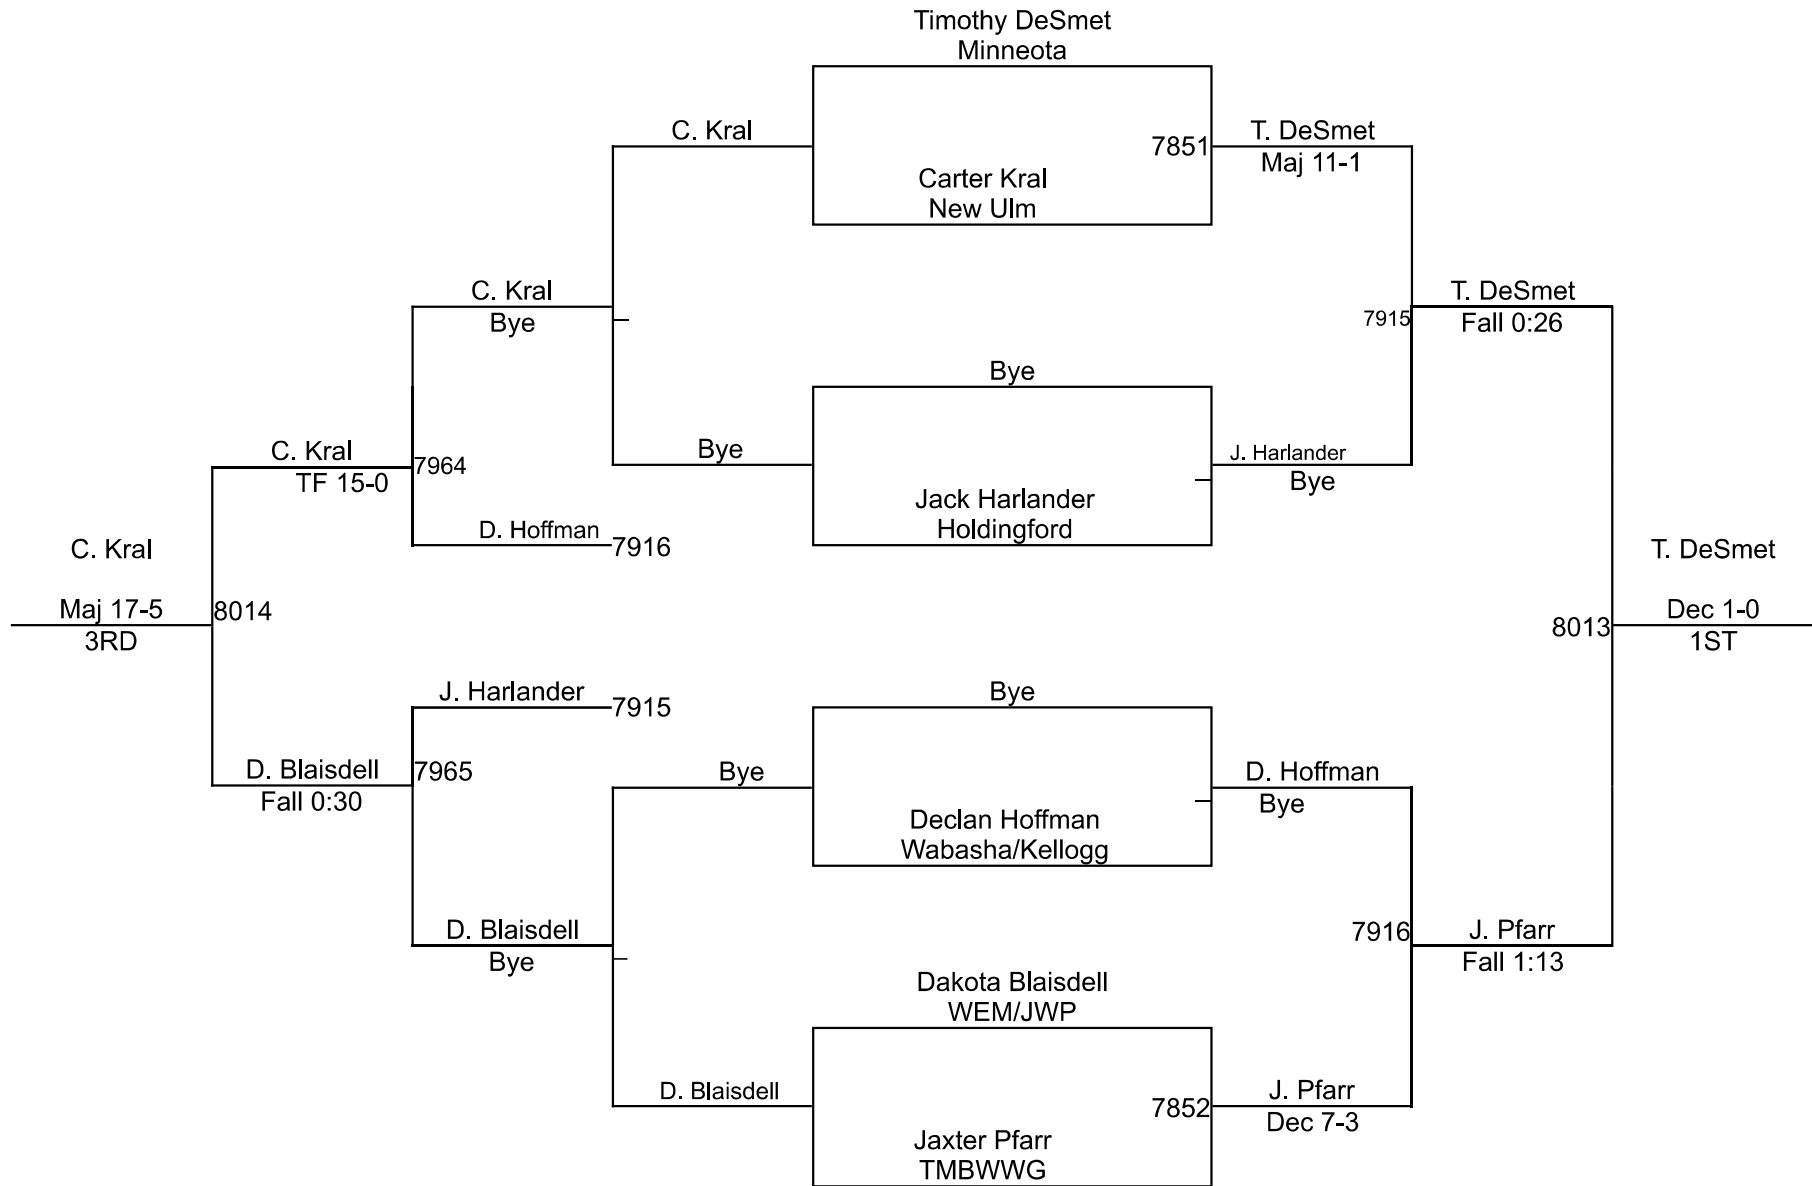 Timothy DeSmet
Minneota
C. Kral
7851
T. DeSmet
Maj 11-1
Carter Kral
New Ulm
C. Kral
Bye
7915
T. DeSmet
Fall 0:26
Bye
C. Kral
TF 15-0
7964
Bye
J. Harlander
Bye
Jack Harlander
Holdingford
D. Hoffman
7916
C. Kral
Maj 17-5
3RD
8014
T. DeSmet
Dec 1-0
1ST
8013
J. Harlander
7915
Bye
D. Blaisdell
Fall 0:30
7965
Bye
D. Hoffman
Bye
Declan Hoffman
Wabasha/Kellogg
D. Blaisdell
Bye
7916
J. Pfarr
Fall 1:13
Dakota Blaisdell
WEM/JWP
D. Blaisdell
7852
J. Pfarr
Dec 7-3
Jaxter Pfarr
TMBWWG